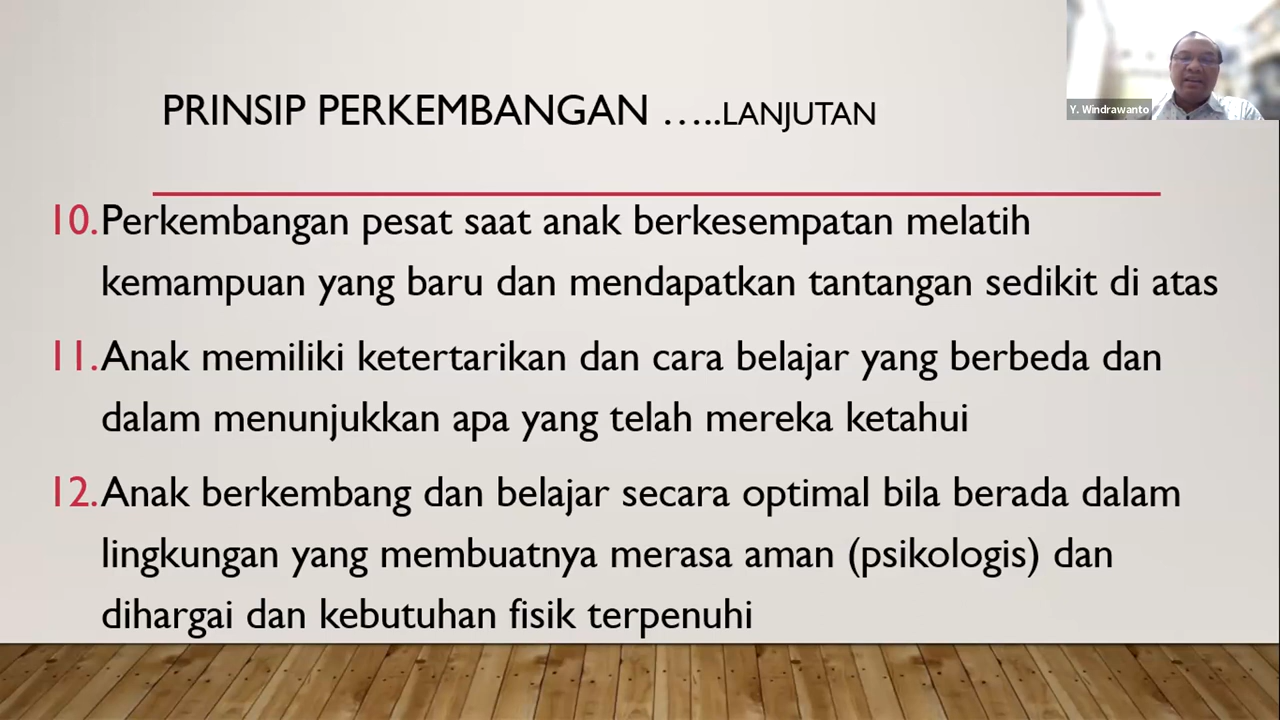 Y. Windrawanto
PRINSIP PERKEMBANGAN …..LANJUTAN
10. Perkembangan pesat saat anak berkesempatan melatih
kemampuan yang baru dan mendapatkan tantangan sedikit di atas
11. Anak memiliki ketertarikan dan cara belajar yang berbeda dan
dalam menunjukkan apa yang telah mereka ketahui
12. Anak berkembang dan belajar secara optimal bila berada dalam
lingkungan yang membuatnya merasa aman (psikologis) dan
dihargai dan kebutuhan fisik terpenuhi